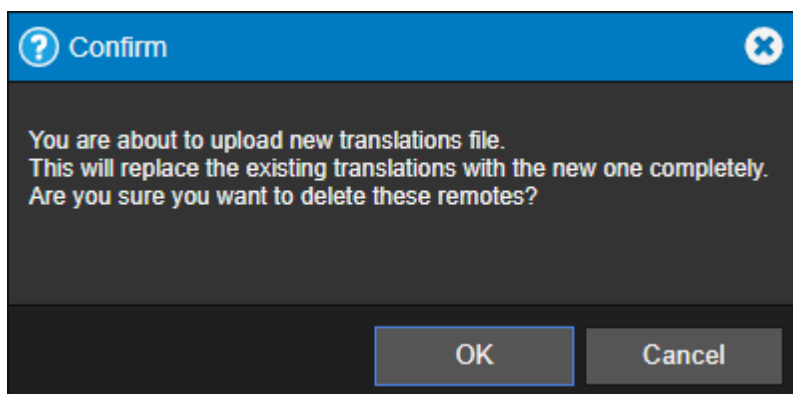 Confirm
You are about to upload new translations file.
This will replace the existing translations with the new one completely.
Are you sure you want to delete these remotes?
OK
Cancel